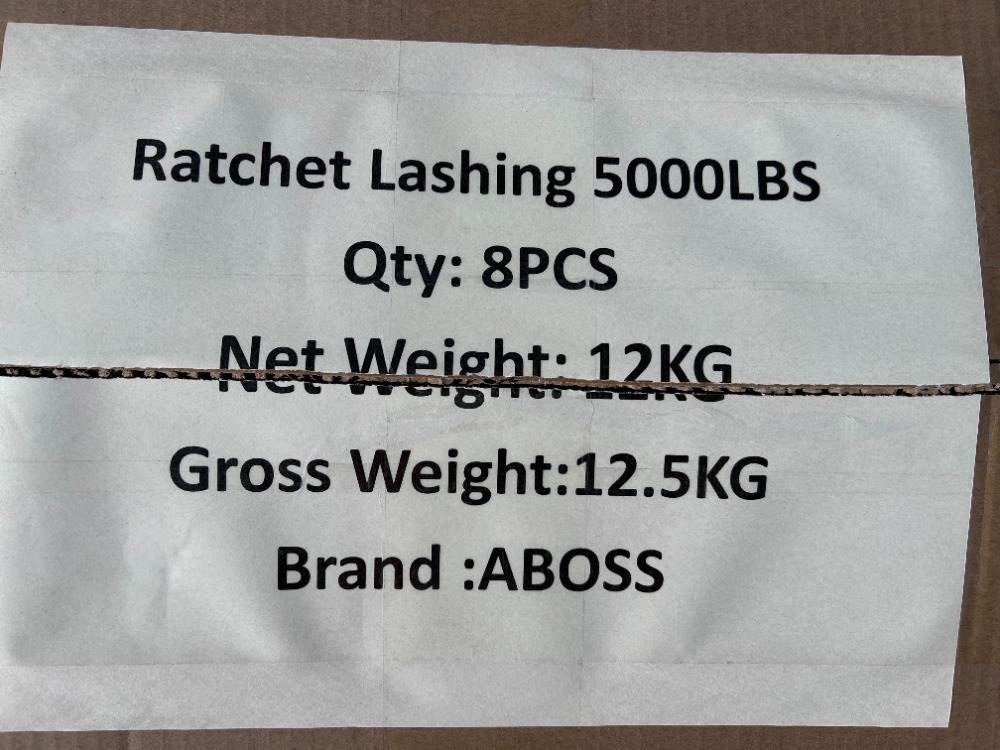 Ratchet Lashing 5000LBS
Qty: 8PCS
Net Weight: 12KG
Gross Weight:12.5KG
Brand :ABOSS